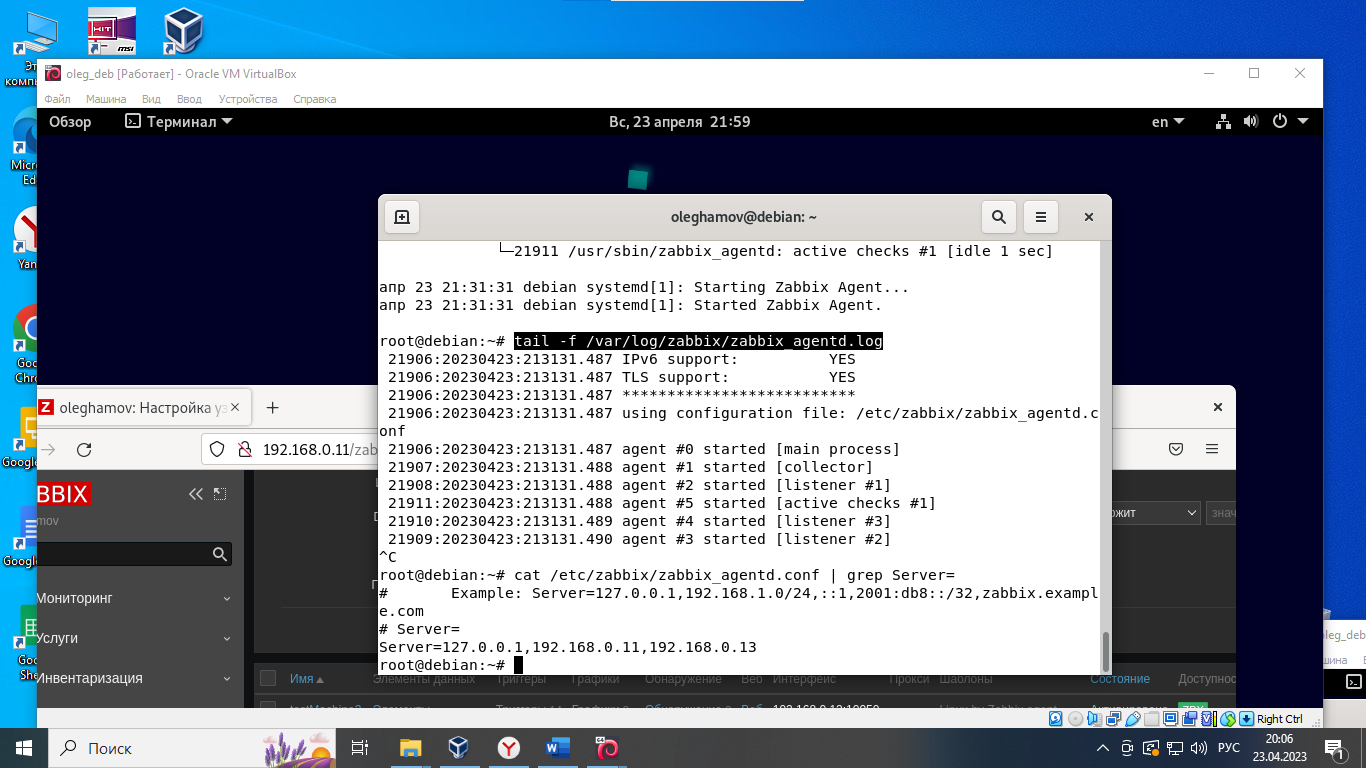 oleg_deb [Работает] - Oracle VM VirtualBox
Файл Машина Вид Ввод Устройства Справка
Обзор Терминал Вс, 23 апреля 21:59 en
oleghamov@debian: ~
└─21911 /usr/sbin/zabbix_agentd: active checks #1 [idle 1 sec]
апр 23 21:31:31 debian systemd[1]: Starting Zabbix Agent...
апр 23 21:31:31 debian systemd[1]: Started Zabbix Agent.
root@debian:~# tail -f /var/log/zabbix/zabbix_agentd.log
21906:20230423:213131.487 IPv6 support: YES
21906:20230423:213131.487 TLS support: YES
21906:20230423:213131.487 **************************
21906:20230423:213131.487 using configuration file: /etc/zabbix/zabbix_agentd.c
onf
21906:20230423:213131.487 agent #0 started [main process]
21907:20230423:213131.488 agent #1 started [collector]
21908:20230423:213131.488 agent #2 started [listener #1]
21911:20230423:213131.488 agent #5 started [active checks #1]
21910:20230423:213131.489 agent #4 started [listener #3]
21909:20230423:213131.490 agent #3 started [listener #2]
^C
root@debian:~# cat /etc/zabbix/zabbix_agentd.conf | grep Server=
# Example: Server=127.0.0.1,192.168.1.0/24,::1,2001:db8::/32,zabbix.exampl
e.com
# Server=
Server=127.0.0.1,192.168.0.11,192.168.0.13
root@debian:~#
oleghamov: Настройка уз
192.168.0.11/zab
BBIX
mov
Мониторинг
Услуги
Инвентаризация
Имя Элементы данных Триггеры Графики Обнаружение Веб Интерфейс Прокси Шаблоны Состояние Доступнос
Right Ctrl
Поиск
РУС
20:06
23.04.2023
1